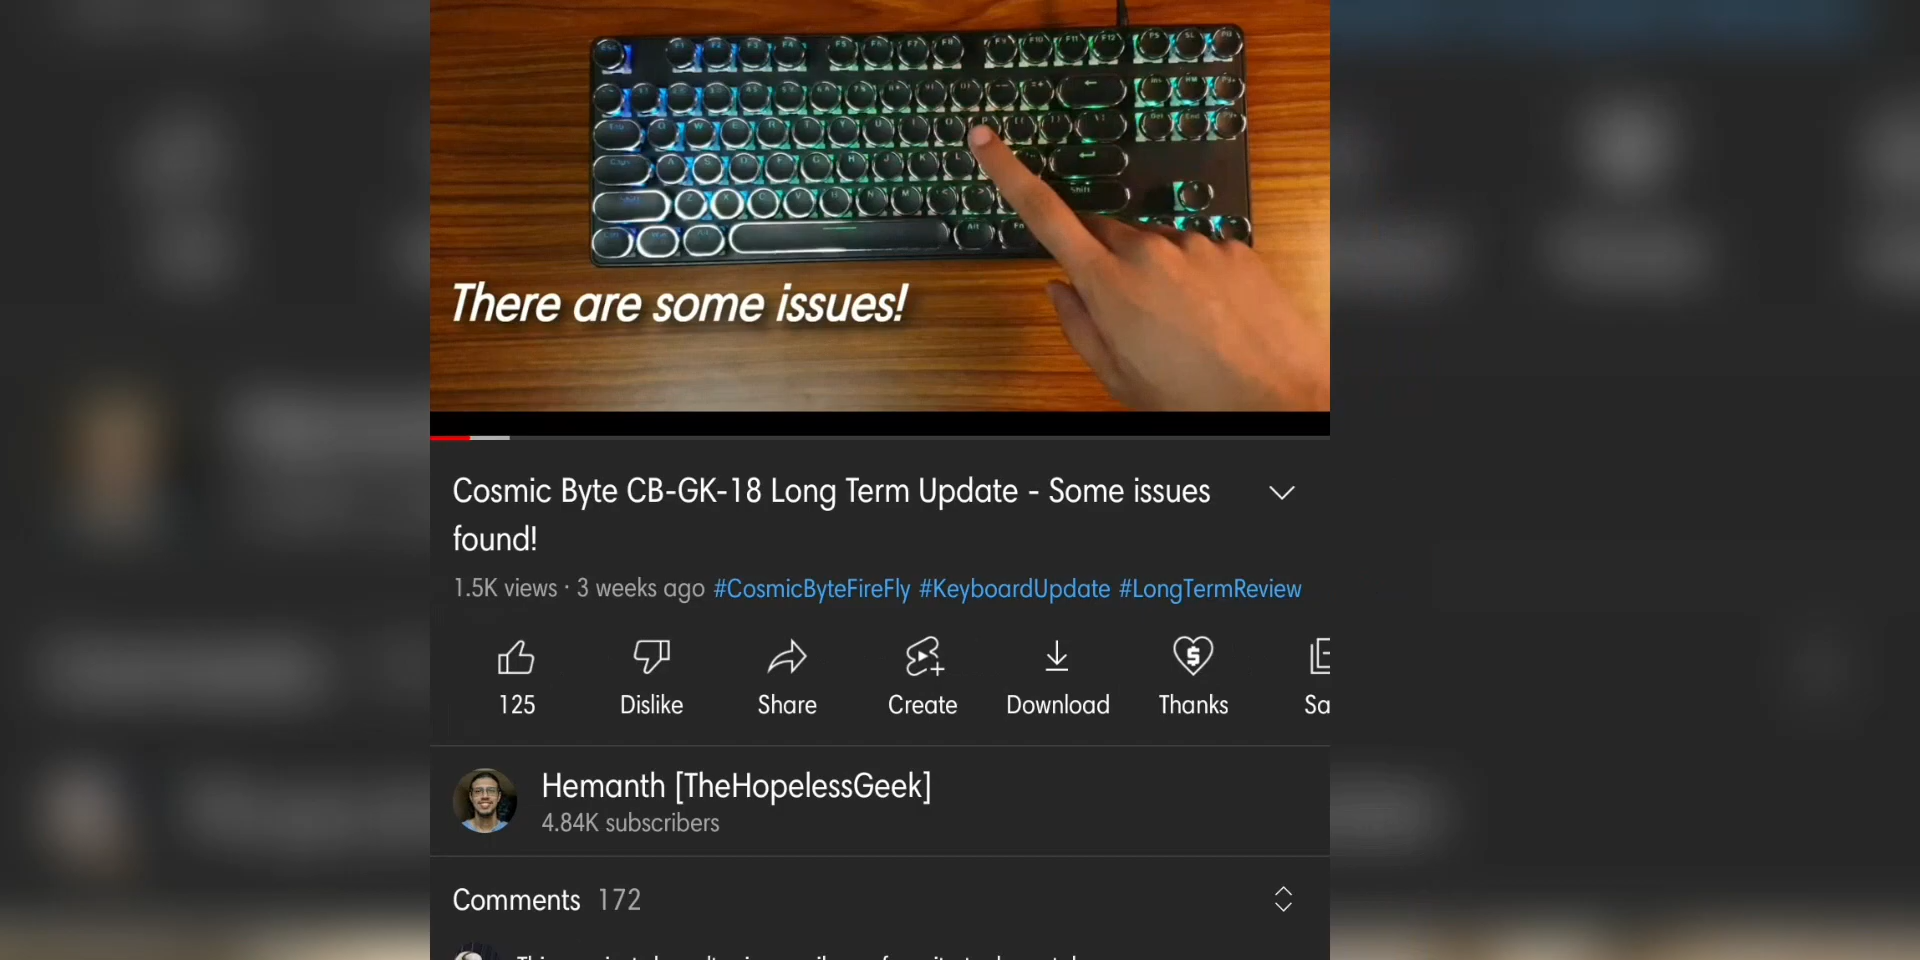 There are some issues!
Cosmic Byte CB-GK-18 Long Term Update - Some issues
found!
1.5K views · 3 weeks ago #CosmicByteFireFly #KeyboardUpdate #LongTermReview
125
Dislike
Share
Create
Download
Thanks
Sa
Hemanth [TheHopelessGeek]
4.84K subscribers
Comments 172